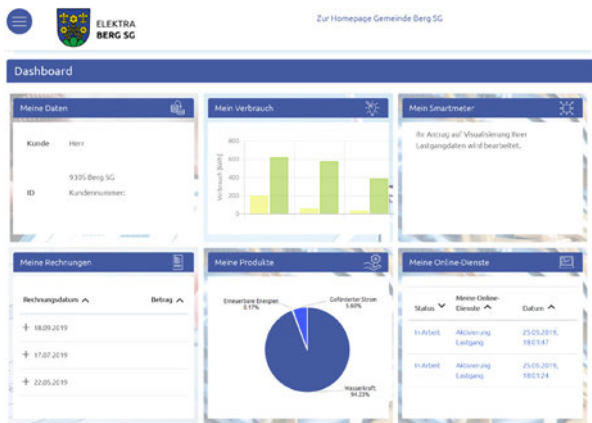 ELEKTRA
BERG SG
Zur Homepage Gemeinde Berg SG
Dashboard
Meine Daten
Kunde Herr
9305 Berg SG
ID Kundennummer:
Mein Verbrauch
Verbrauch [kWh]
800
600
400
200
0
Mein Smartmeter
Ihr Antrag auf Visualisierung Ihrer
Lastgangdaten wird bearbeitet.
Meine Rechnungen
Rechnungsdatum Betrag
+ 18.09.2019
+ 17.07.2019
+ 22.05.2019
Meine Produkte
Erneuerbare Energien
0.17%
Geförderter Strom
5.60%
Wasserkraft
94.23%
Meine Online-Dienste
Status Meine Online-
Dienste Datum
In Arbeit Aktivierung
Lastgang 25.09.2019,
18:01:47
In Arbeit Aktivierung
Lastgang 25.09.2019,
18:01:24